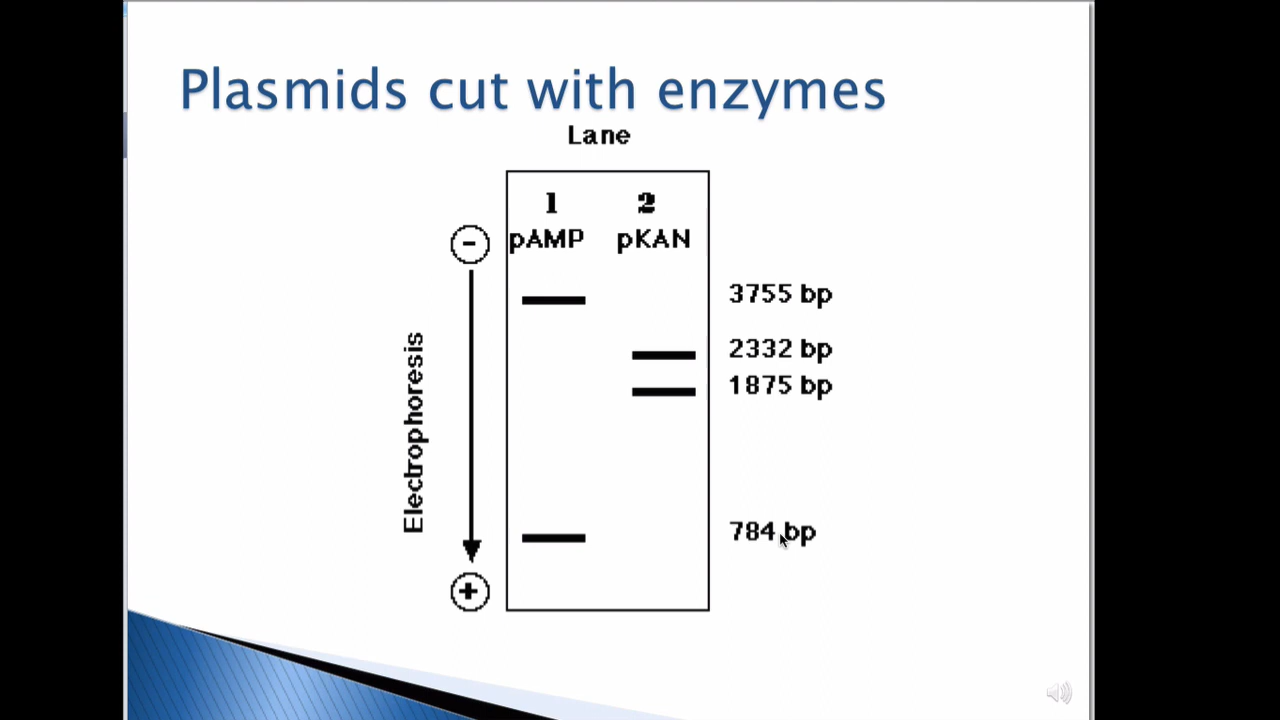 Plasmids cut with enzymes
Lane
1 2
pAMP pKAN
−
3755 bp
2332 bp
1875 bp
Electrophoresis
784 bp
+